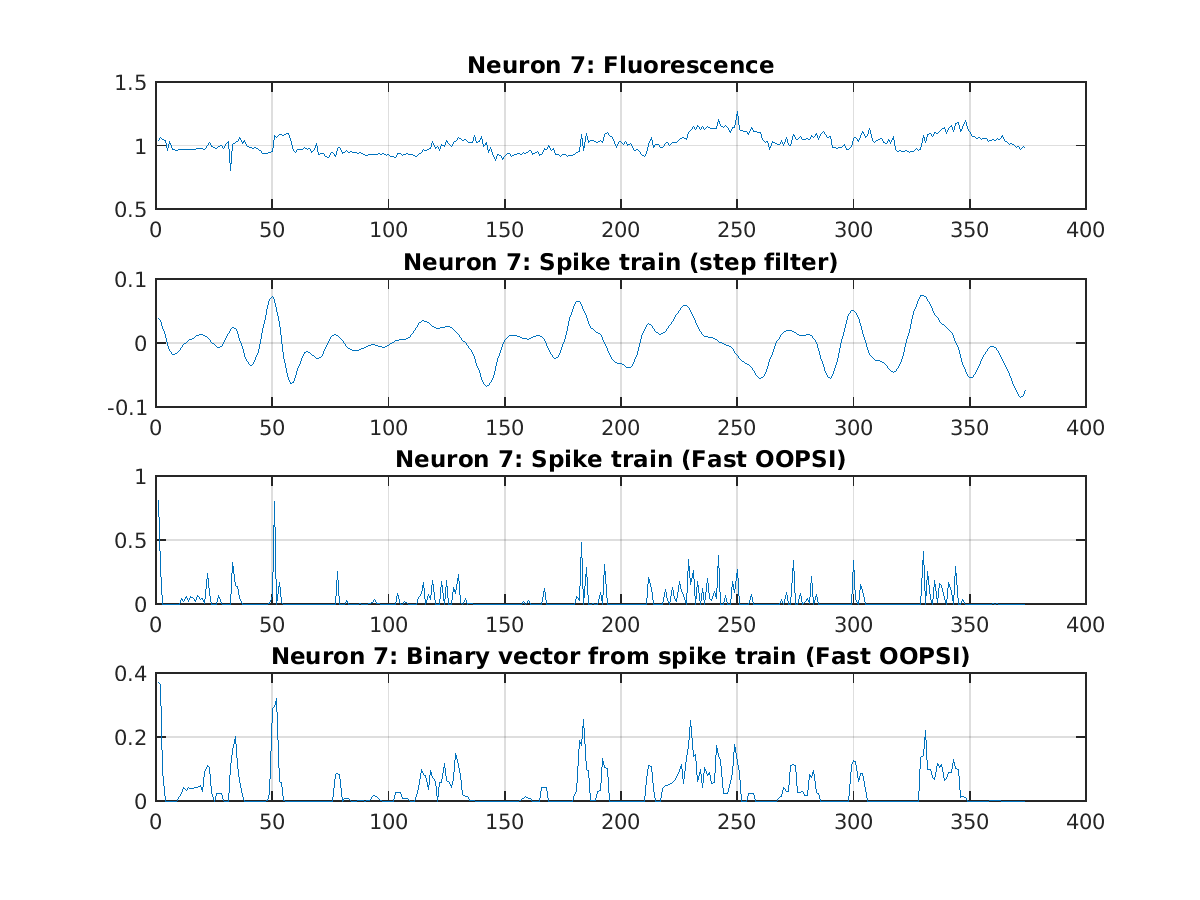 Neuron 7: Fluorescence
1.5
1
0.5
0 50 100 150 200 250 300 350 400
Neuron 7: Spike train (step filter)
0.1
0
-0.1
0 50 100 150 200 250 300 350 400
Neuron 7: Spike train (Fast OOPSI)
1
0.5
0
0 50 100 150 200 250 300 350 400
Neuron 7: Binary vector from spike train (Fast OOPSI)
0.4
0.2
0
0 50 100 150 200 250 300 350 400